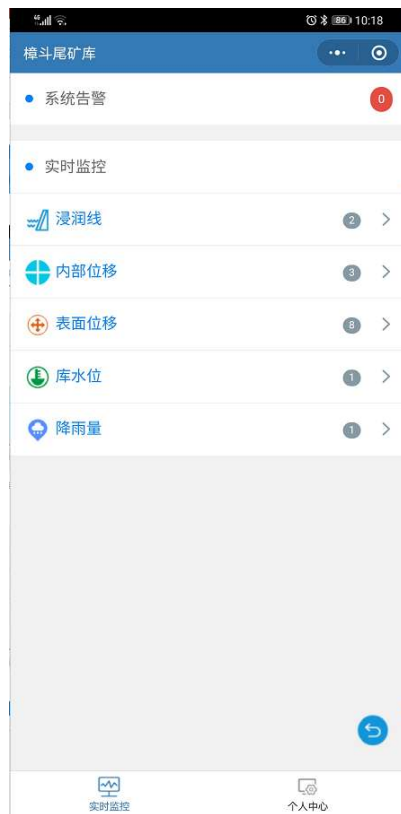 46 86 10:18
樟斗尾矿库
系统告警 0
实时监控
浸润线 2
内部位移 3
表面位移 8
库水位 1
降雨量 1
实时监控 个人中心